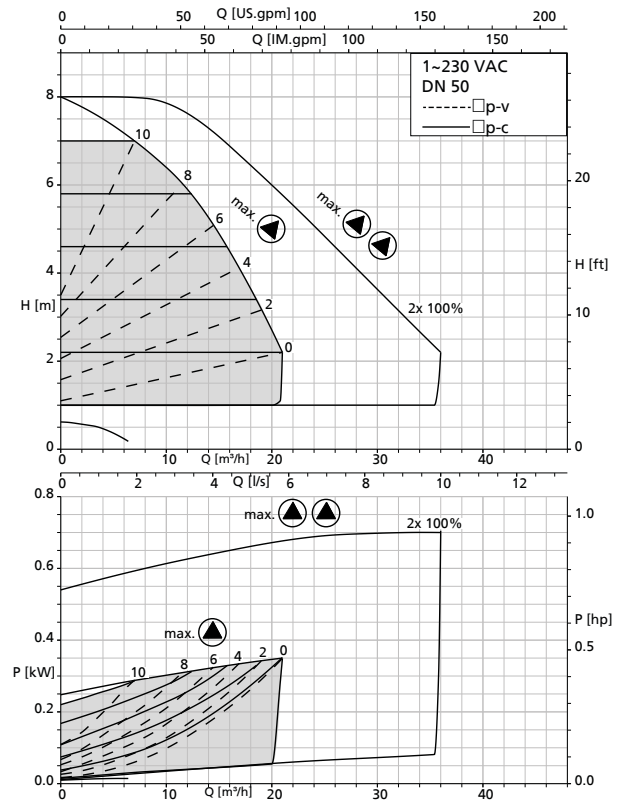 50 Q [US.gpm] 100 150 200
0 50 Q [IM.gpm] 100 150
1~230 VAC
DN 50
□p-v
□p-c
8
10
8
6
max.
max.
20
6
4
4
H [ft]
H [m]
2
2x 100%
10
2
0
0
0
0 10 Q [m³/h] 20 30 40
0 2 4 Q [l/s] 6 8 10 12
0.8
max.
2x 100%
1.0
0.6
P [hp]
max.
0.4
0.5
10 8 6 4 2 0
P [kW]
0.2
0.0
0.0
0 10 Q [m³/h] 20 30 40